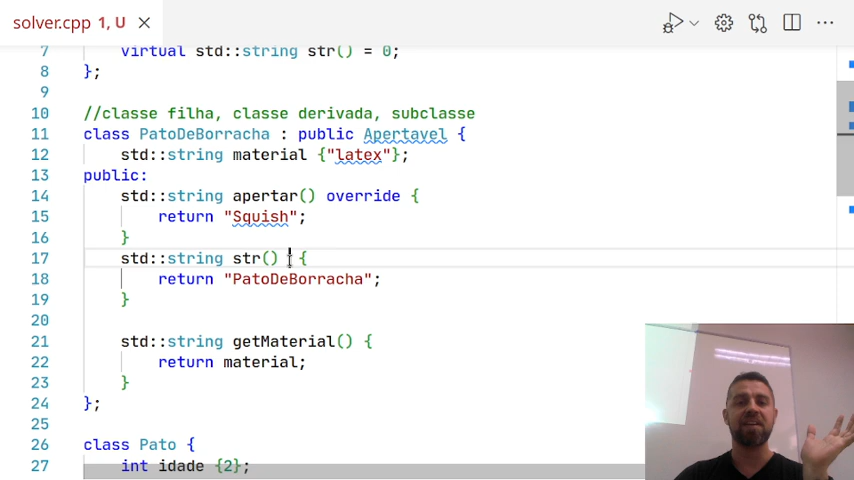 solver.cpp 1, U
7 virtual std::string str() = 0;
8 };
9
10 //classe filha, classe derivada, subclasse
11 class PatoDeBorracha : public Apertavel {
12 std::string material {"latex"};
13 public:
14 std::string apertar() override {
15 return "Squish";
16 }
17 std::string str() {
18 return "PatoDeBorracha";
19 }
20
21 std::string getMaterial() {
22 return material;
23 }
24 };
25
26 class Pato {
27 int idade {2};